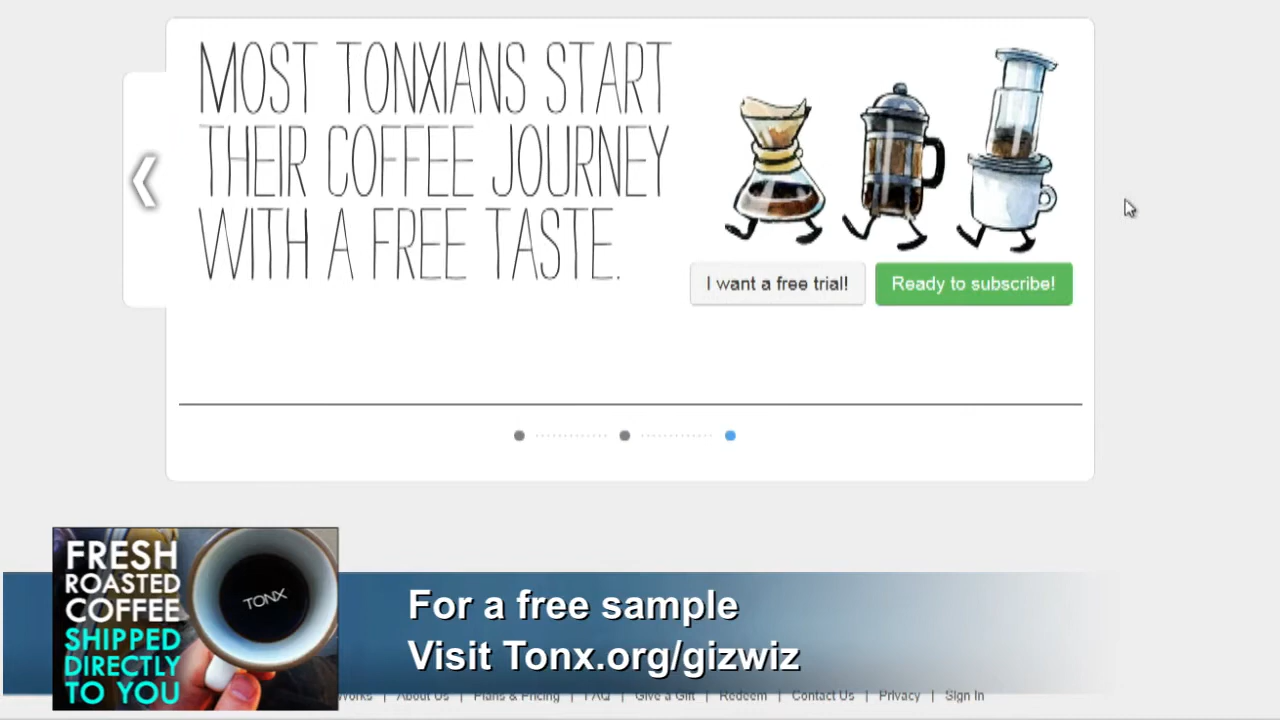 MOST TONXIANS START
THEIR COFFEE JOURNEY
WITH A FREE TASTE.
I want a free trial!
Ready to subscribe!
FRESH
ROASTED
COFFEE
SHIPPED
DIRECTLY
TO YOU
TONX
For a free sample
Visit Tonx.org/gizwiz
Works | About Us | Plans & Pricing | FAQ | Give a Gift | Redeem | Contact Us | Privacy | Sign In